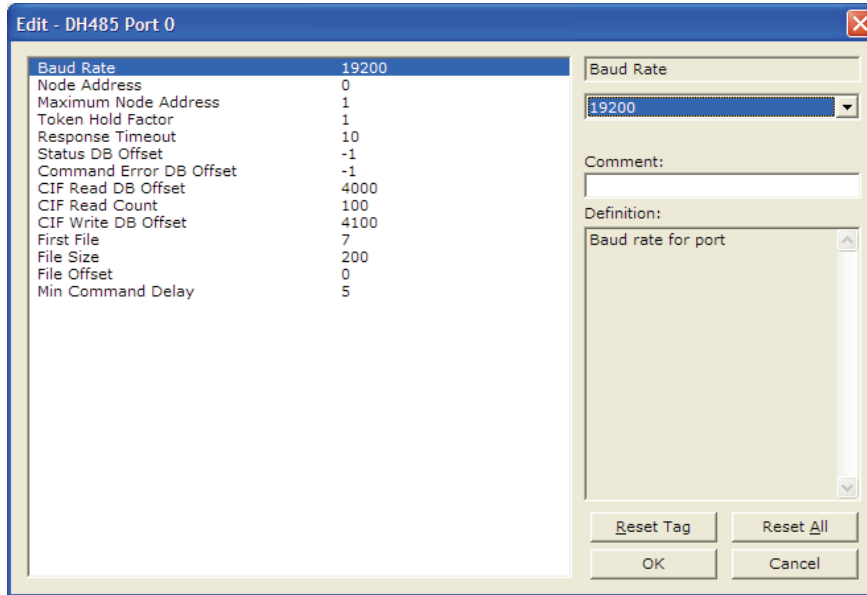 Edit - DH485 Port 0
Baud Rate 19200
Node Address 0
Maximum Node Address 1
Token Hold Factor 1
Response Timeout 10
Status DB Offset -1
Command Error DB Offset -1
CIF Read DB Offset 4000
CIF Read Count 100
CIF Write DB Offset 4100
First File 7
File Size 200
File Offset 0
Min Command Delay 5
Baud Rate
19200
Comment:
Definition:
Baud rate for port
Reset Tag Reset All
OK Cancel